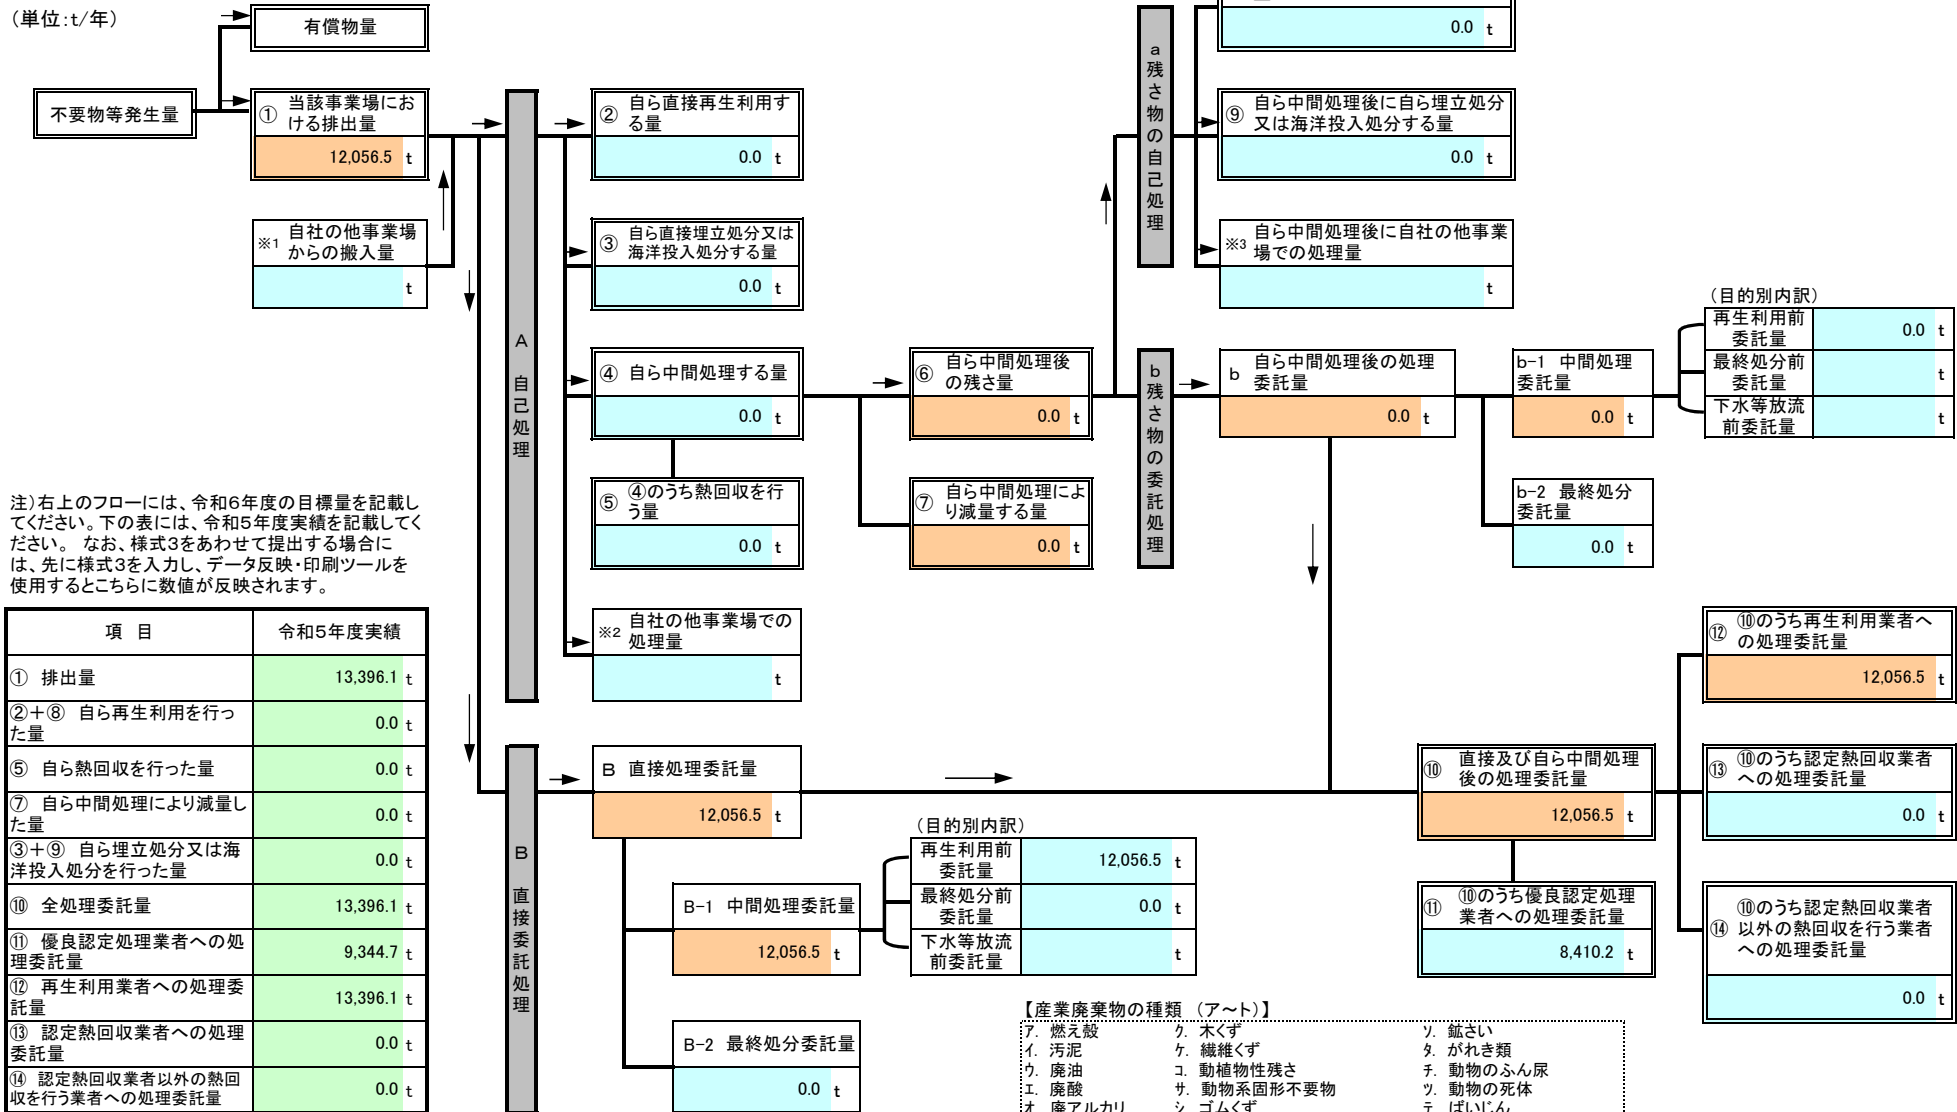 （単位：t/年）
有償物量
不要物等発生量
① 当該事業場にお
ける排出量
12,056.5 t
※1 自社の他事業場
からの搬入量
t
A 自己処理
② 自ら直接再生利用す
る量
0.0 t
③ 自ら直接埋立処分又は
海洋投入処分する量
0.0 t
④ 自ら中間処理する量
0.0 t
⑤ ④のうち熱回収を行
う量
0.0 t
※2 自社の他事業場での
処理量
t
⑥ 自ら中間処理後
の残さ量
0.0 t
⑦ 自ら中間処理によ
り減量する量
0.0 t
a 残さ物の自己処理
0.0 t
⑨ 自ら中間処理後に自ら埋立処分
又は海洋投入処分する量
0.0 t
※3 自ら中間処理後に自社の他事業
場での処理量
t
b 残さ物の委託処理
b 自ら中間処理後の処理
委託量
0.0 t
b-1 中間処理
委託量
0.0 t
b-2 最終処分
委託量
0.0 t
（目的別内訳）
再生利用前
委託量 0.0 t
最終処分前
委託量 t
下水等放流
前委託量 t
注）右上のフローには、令和6年度の目標量を記載し
てください。下の表には、令和5年度実績を記載してく
ださい。 なお、様式3をあわせて提出する場合に
は、先に様式3を入力し、データ反映・印刷ツールを
使用するとこちらに数値が反映されます。
項 目 令和5年度実績
① 排出量 13,396.1 t
②＋⑧ 自ら再生利用を行っ
た量 0.0 t
⑤ 自ら熱回収を行った量 0.0 t
⑦ 自ら中間処理により減量し
た量 0.0 t
③＋⑨ 自ら埋立処分又は海
洋投入処分を行った量 0.0 t
⑩ 全処理委託量 13,396.1 t
⑪ 優良認定処理業者への処
理委託量 9,344.7 t
⑫ 再生利用業者への処理委
託量 13,396.1 t
⑬ 認定熱回収業者への処理
委託量 0.0 t
⑭ 認定熱回収業者以外の熱回
収を行う業者への処理委託量 0.0 t
B 直接委託処理
B 直接処理委託量
12,056.5 t
B-1 中間処理委託量
12,056.5 t
B-2 最終処分委託量
0.0 t
（目的別内訳）
再生利用前
委託量 12,056.5 t
最終処分前
委託量 0.0 t
下水等放流
前委託量 t
⑩ 直接及び自ら中間処理
後の処理委託量
12,056.5 t
⑪ ⑩のうち優良認定処理
業者への処理委託量
8,410.2 t
⑫ ⑩のうち再生利用業者へ
の処理委託量
12,056.5 t
⑬ ⑩のうち認定熱回収業者
への処理委託量
0.0 t
⑭ ⑩のうち認定熱回収業者
以外の熱回収を行う業者
への処理委託量
0.0 t
【産業廃棄物の種類 （ア～ト）】
ア. 燃え殻 ク. 木くず ソ. 鉱さい
イ. 汚泥 ケ. 繊維くず タ. がれき類
ウ. 廃油 コ. 動植物性残さ チ. 動物のふん尿
エ. 廃酸 サ. 動物系固形不要物 ツ. 動物の死体
オ. 廃アルカリ シ. ゴムくず テ. ばいじん